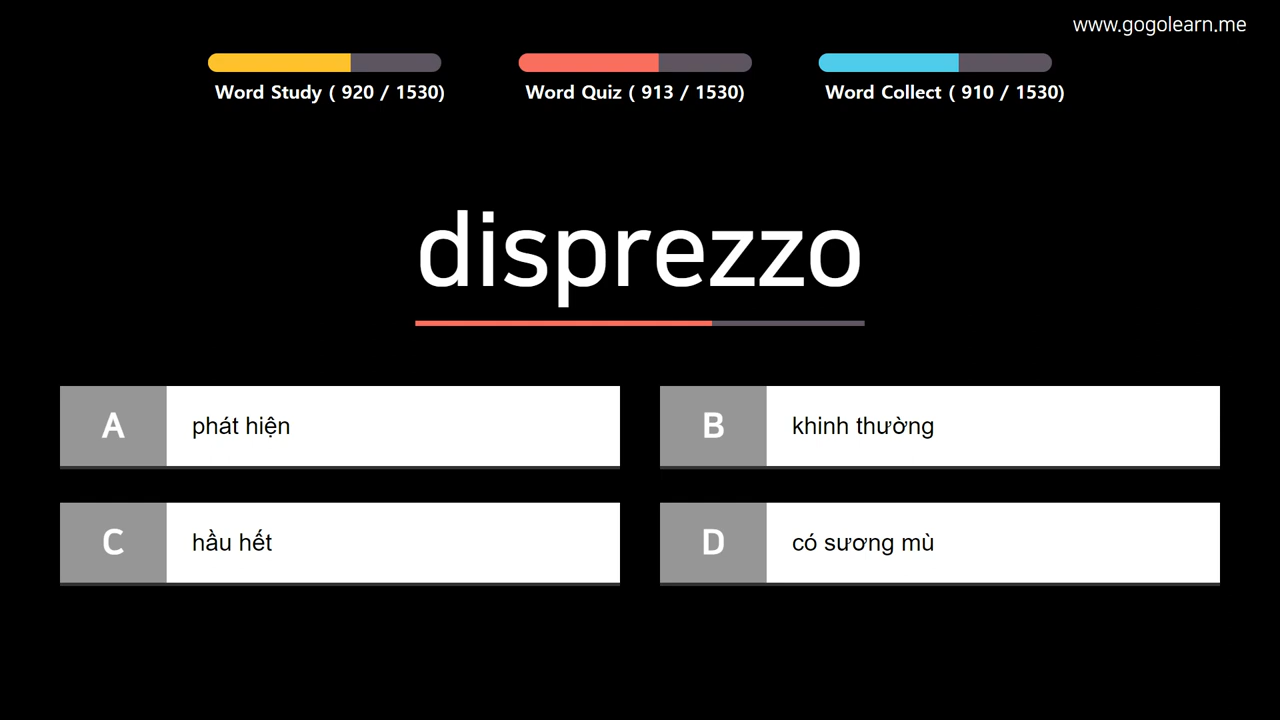 www.gogolearn.me
Word Study ( 920 / 1530)
Word Quiz ( 913 / 1530)
Word Collect ( 910 / 1530)
disprezzo
A phát hiện
B khinh thường
C hầu hết
D có sương mù